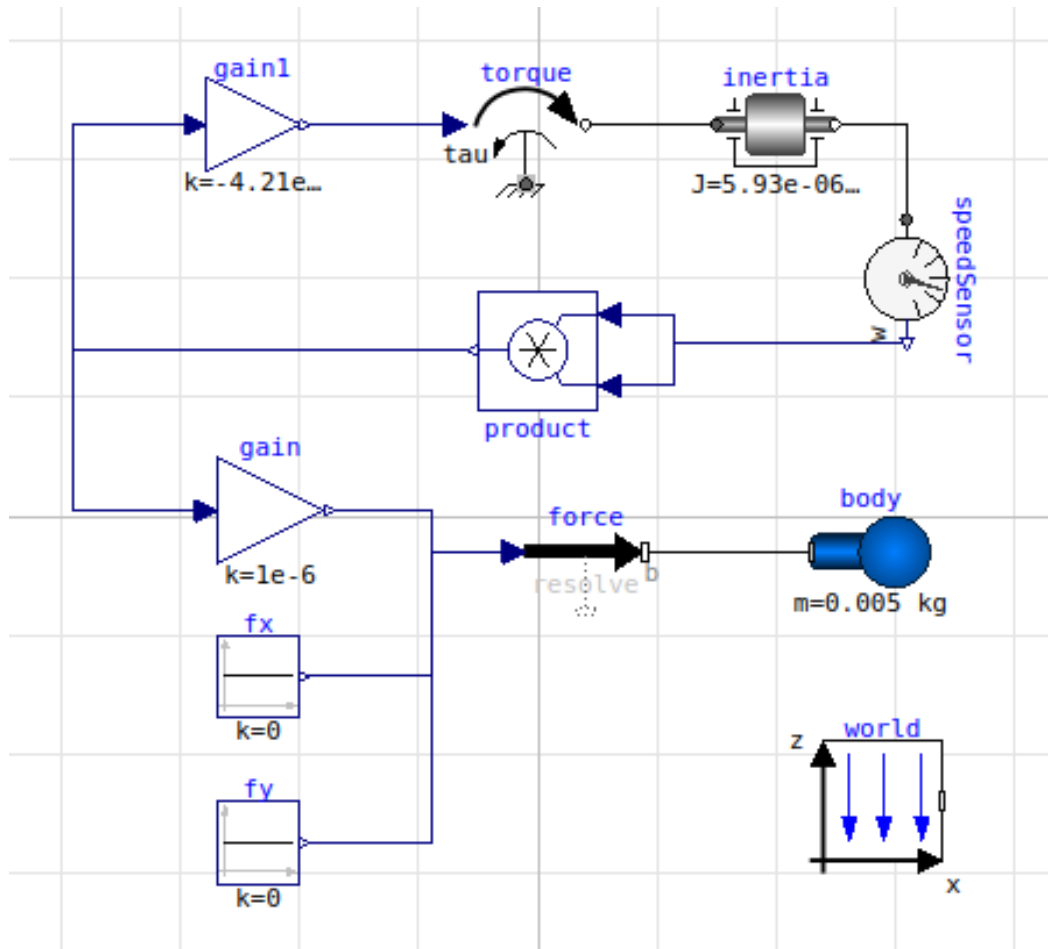 gain1
torque
inertia
tau
k=-4.21e…
J=5.93e-06…
speedSensor
w
product
gain
k=1e-6
force
resolve
b
body
m=0.005 kg
fx
k=0
fy
k=0
world
z
x